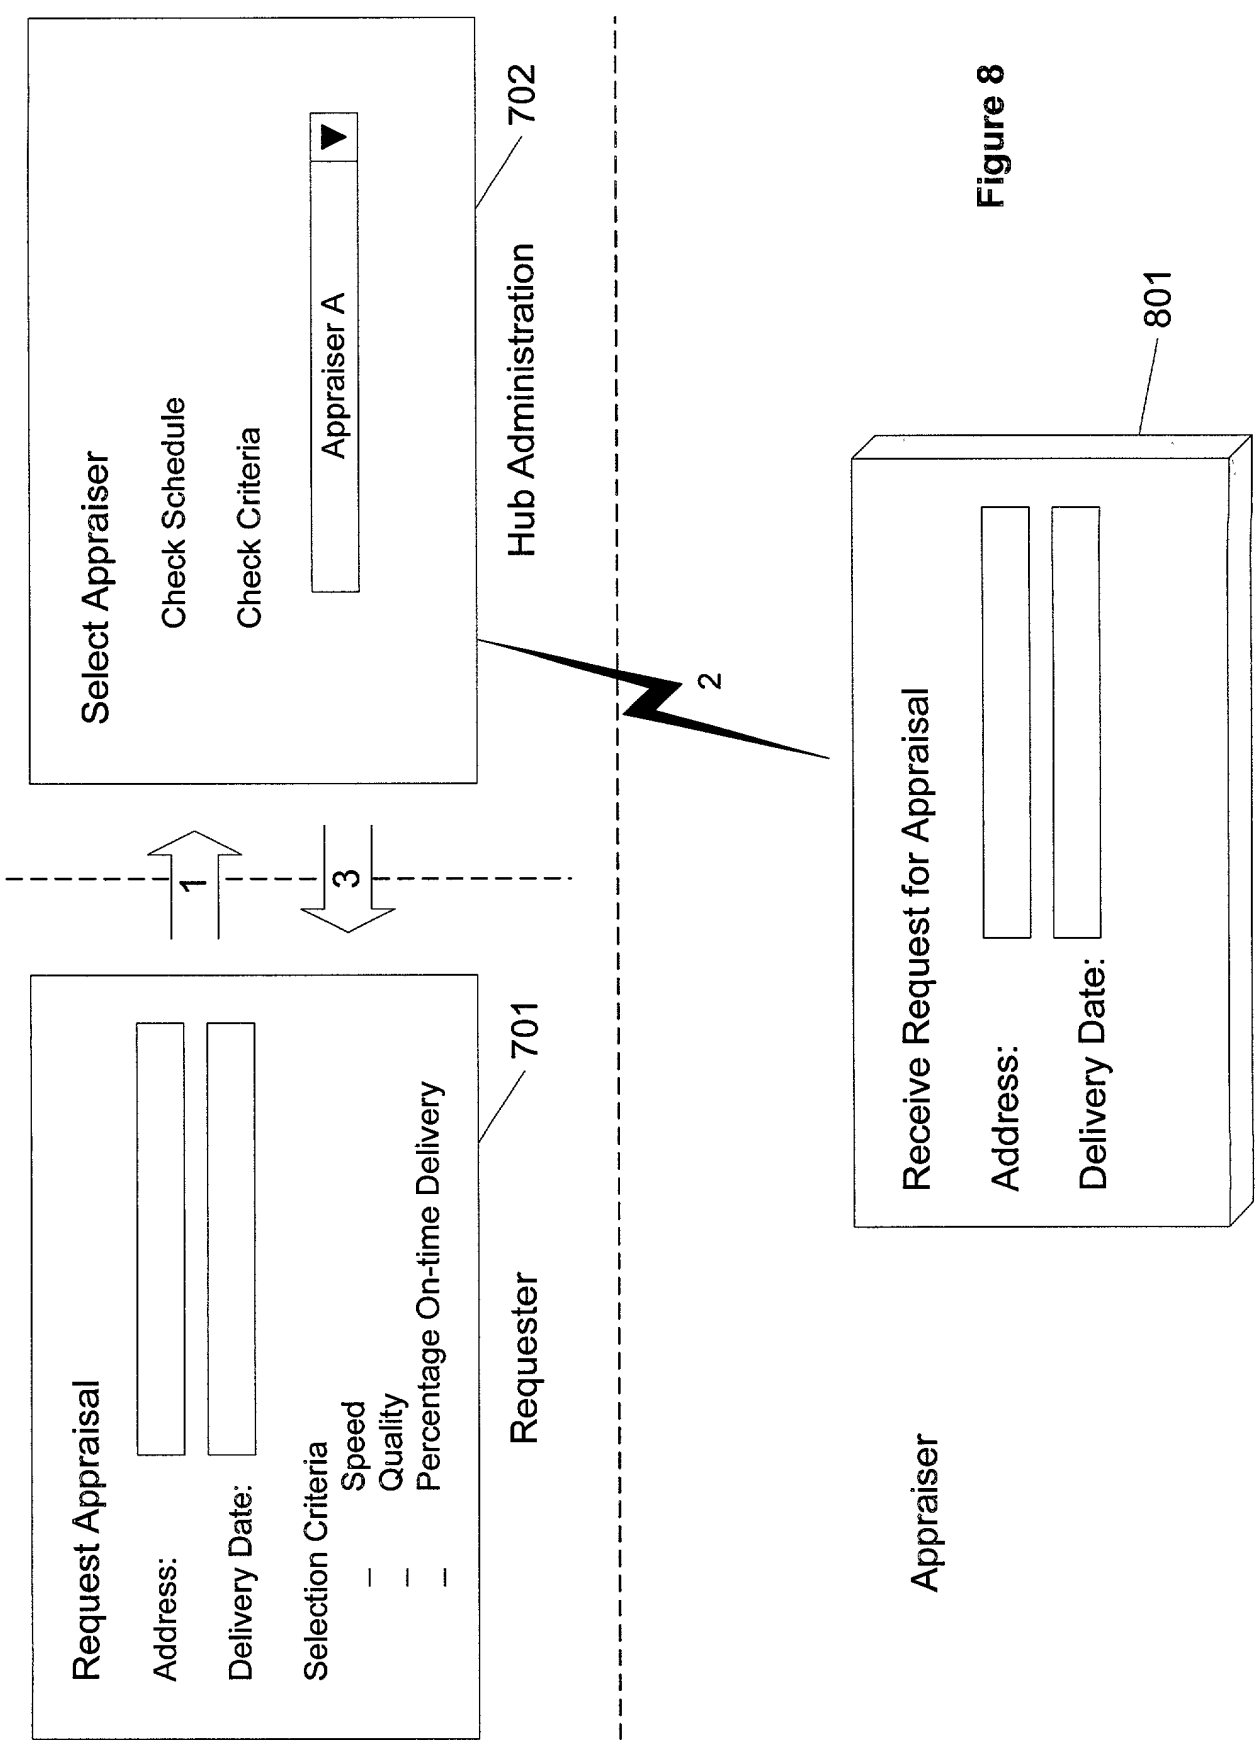 Request Appraisal
Address:
Delivery Date:
Selection Criteria
_ Speed
_ Quality
_ Percentage On-time Delivery
701
Requester
1
3
Select Appraiser
Check Schedule
Check Criteria
Appraiser A ▼
702
Hub Administration
2
Appraiser
Receive Request for Appraisal
Address:
Delivery Date:
801
Figure 8